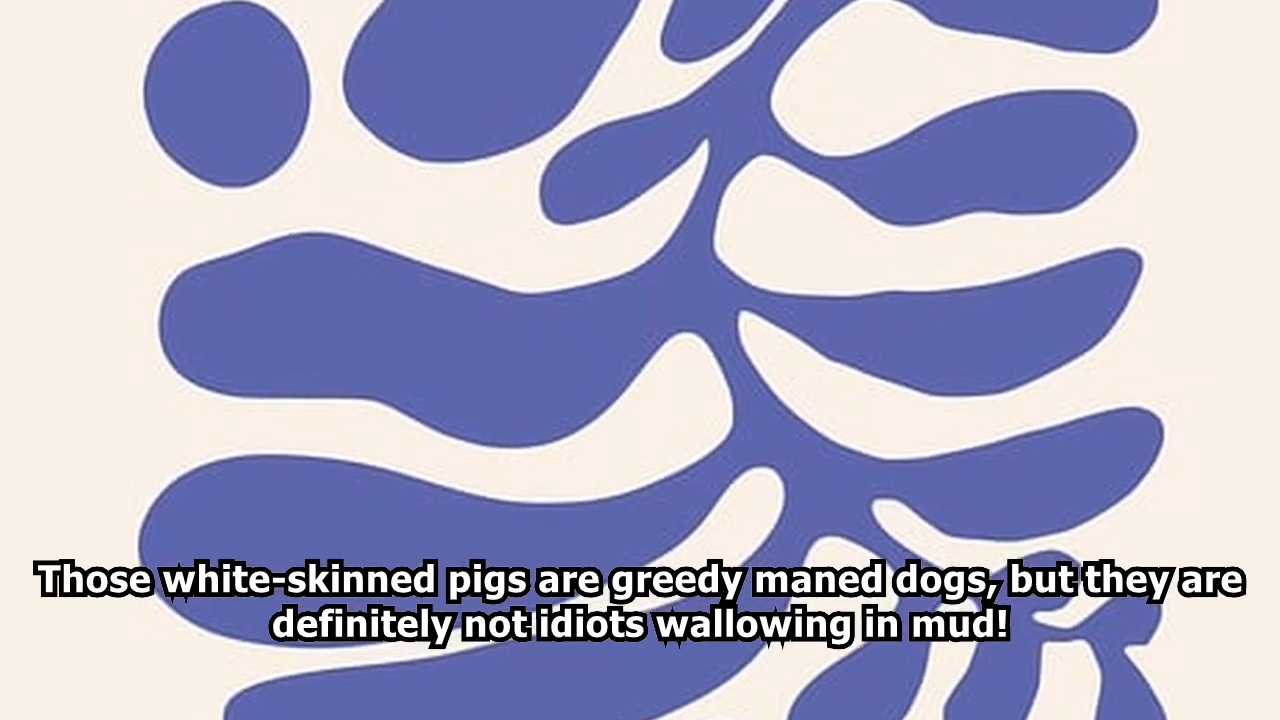 Those white-skinned pigs are greedy maned dogs, but they are
definitely not idiots wallowing in mud!